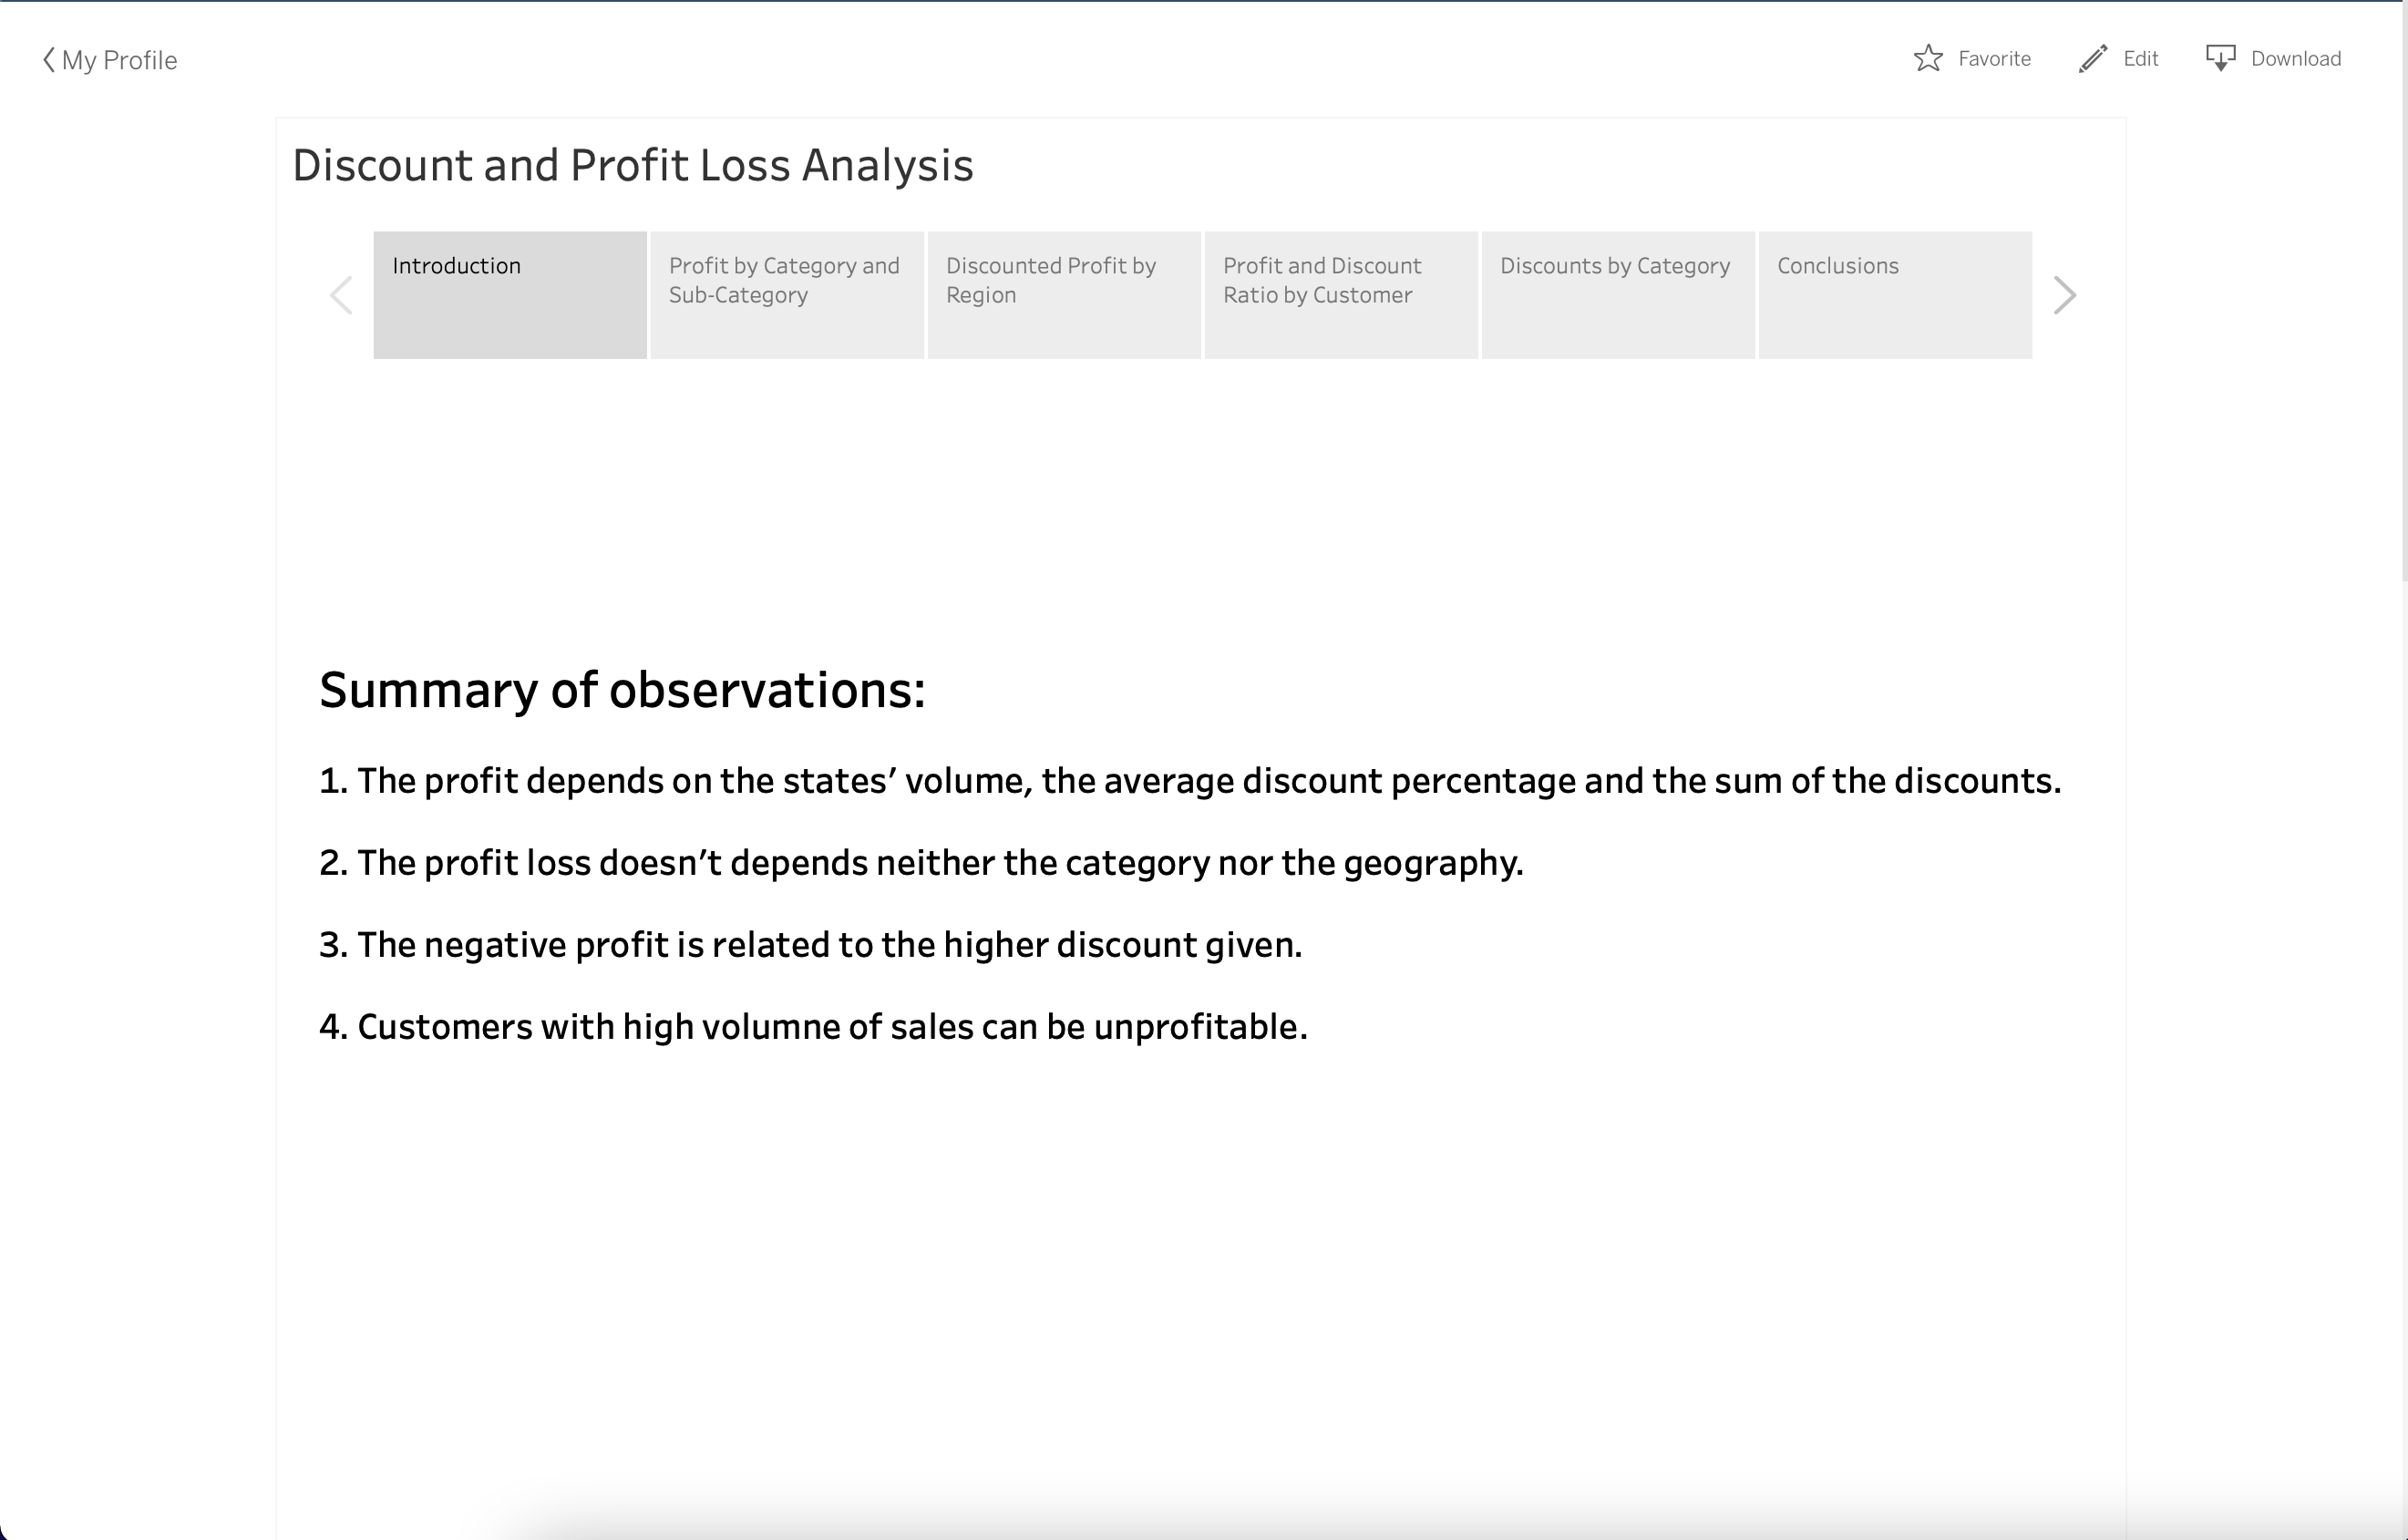 My Profile
Favorite
Edit
Download
Discount and Profit Loss Analysis
Introduction
Profit by Category and
Sub-Category
Discounted Profit by
Region
Profit and Discount
Ratio by Customer
Discounts by Category
Conclusions
Summary of observations:
1. The profit depends on the states’ volume, the average discount percentage and the sum of the discounts.
2. The profit loss doesn’t depends neither the category nor the geography.
3. The negative profit is related to the higher discount given.
4. Customers with high volumne of sales can be unprofitable.